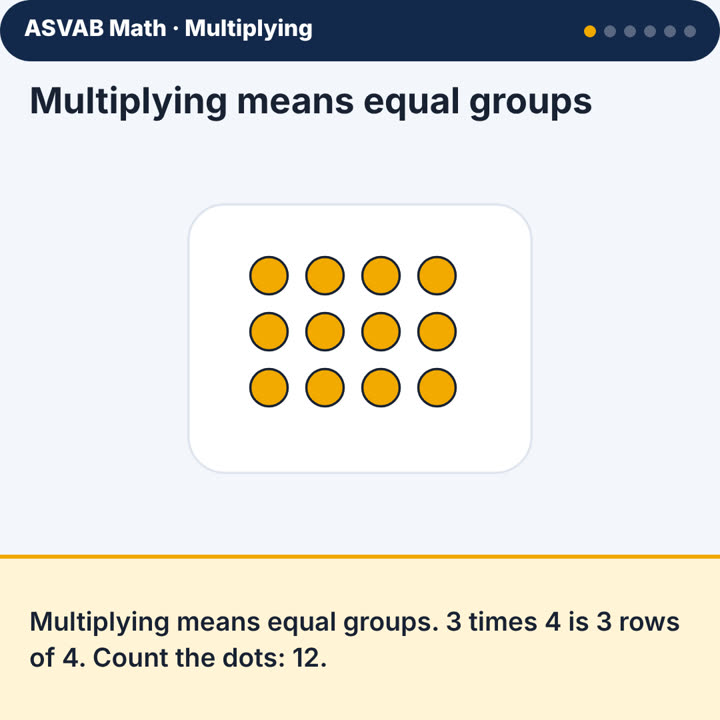 ASVAB Math · Multiplying
Multiplying means equal groups
Multiplying means equal groups. 3 times 4 is 3 rows
of 4. Count the dots: 12.